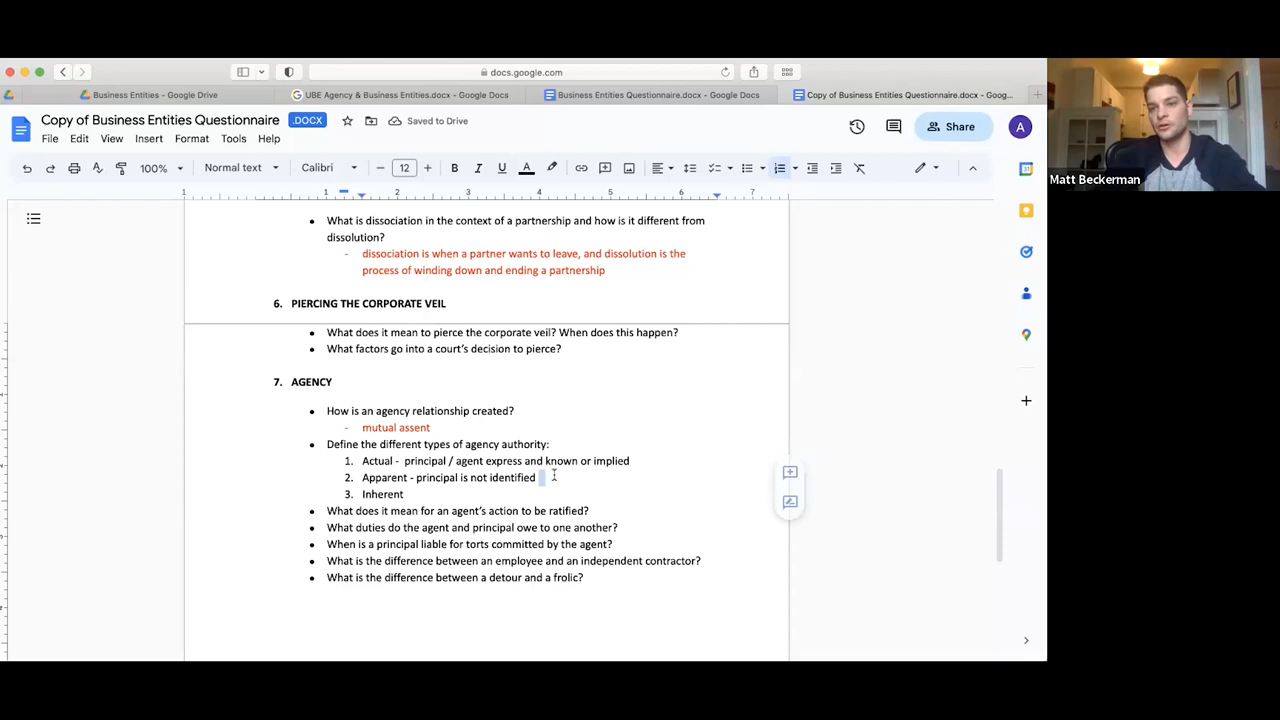 docs.google.com
Business Entities - Google Drive
UBE Agency & Business Entities.docx - Google Docs
Business Entities Questionnaire.docx - Google Docs
Copy of Business Entities Questionnaire.docx - Goog...
Copy of Business Entities Questionnaire
.DOCX
Saved to Drive
File Edit View Insert Format Tools Help
Share
A
Matt Beckerman
100%
Normal text
Calibri
12
B I U A
1 1 2 3 4 5 6 7
• What is dissociation in the context of a partnership and how is it different from
dissolution?
- dissociation is when a partner wants to leave, and dissolution is the
process of winding down and ending a partnership
6. PIERCING THE CORPORATE VEIL
• What does it mean to pierce the corporate veil? When does this happen?
• What factors go into a court's decision to pierce?
7. AGENCY
• How is an agency relationship created?
- mutual assent
• Define the different types of agency authority:
1. Actual - principal / agent express and known or implied
2. Apparent - principal is not identified
3. Inherent
• What does it mean for an agent's action to be ratified?
• What duties do the agent and principal owe to one another?
• When is a principal liable for torts committed by the agent?
• What is the difference between an employee and an independent contractor?
• What is the difference between a detour and a frolic?